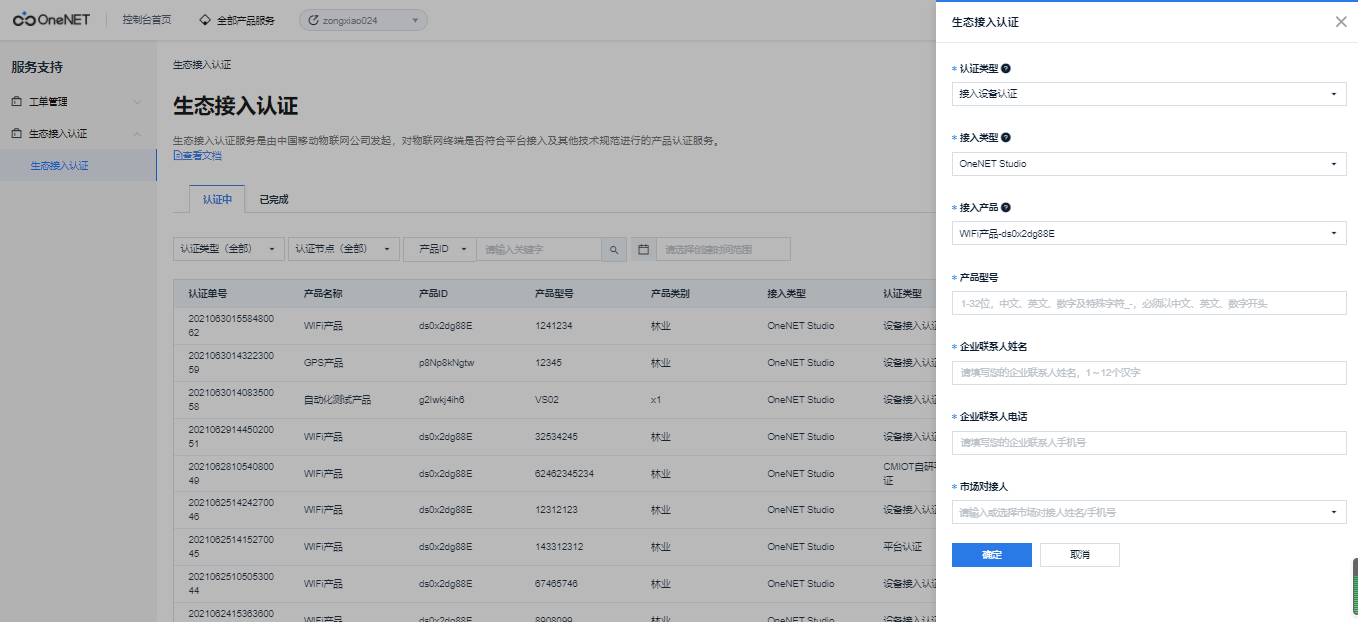 OneNET
控制台首页
全部产品服务
zongxiao024
服务支持
工单管理
生态接入认证
生态接入认证
生态接入认证
生态接入认证
生态接入认证服务是由中国移动物联网公司发起，对物联网终端是否符合平台接入及其他技术规范进行的产品认证服务。
查看文档
认证中 已完成
认证类型（全部） 认证节点（全部） 产品ID 请输入关键字 请选择创建时间范围
认证单号 产品名称 产品ID 产品型号 产品类别 接入类型 认证类型
2021063015584800
62 WIFI产品 ds0x2dg88E 1241234 林业 OneNET Studio 设备接入认证
2021063014322300
59 GPS产品 p8Np8kNgtw 12345 林业 OneNET Studio 设备接入认证
2021063014083500
58 自动化测试产品 g2Iwkj4ih6 VS02 x1 OneNET Studio 设备接入认证
2021062914450200
51 WIFI产品 ds0x2dg88E 32534245 林业 OneNET Studio 设备接入认证
2021062810540800
49 WIFI产品 ds0x2dg88E 62462345234 林业 OneNET Studio CMIOT自研
证
2021062514242700
46 WIFI产品 ds0x2dg88E 12312123 林业 OneNET Studio 设备接入认证
2021062514152700
45 WIFI产品 ds0x2dg88E 143312312 林业 OneNET Studio 平台认证
2021062510505300
44 WIFI产品 ds0x2dg88E 67465746 林业 OneNET Studio 设备接入认证
2021062415363600
WIFI产品 ds0x2dg88E 8908099 林业 OneNET Studio 设备接入认证
生态接入认证
* 认证类型
接入设备认证
* 接入类型
OneNET Studio
* 接入产品
WIFI产品-ds0x2dg88E
* 产品型号
1-32位，中文、英文、数字及特殊字符_-，必须以中文、英文、数字开头
* 企业联系人姓名
请填写您的企业联系人姓名，1～12个汉字
* 企业联系人电话
请填写您的企业联系人手机号
* 市场对接人
请输入或选择市场对接人姓名/手机号
确定 取消